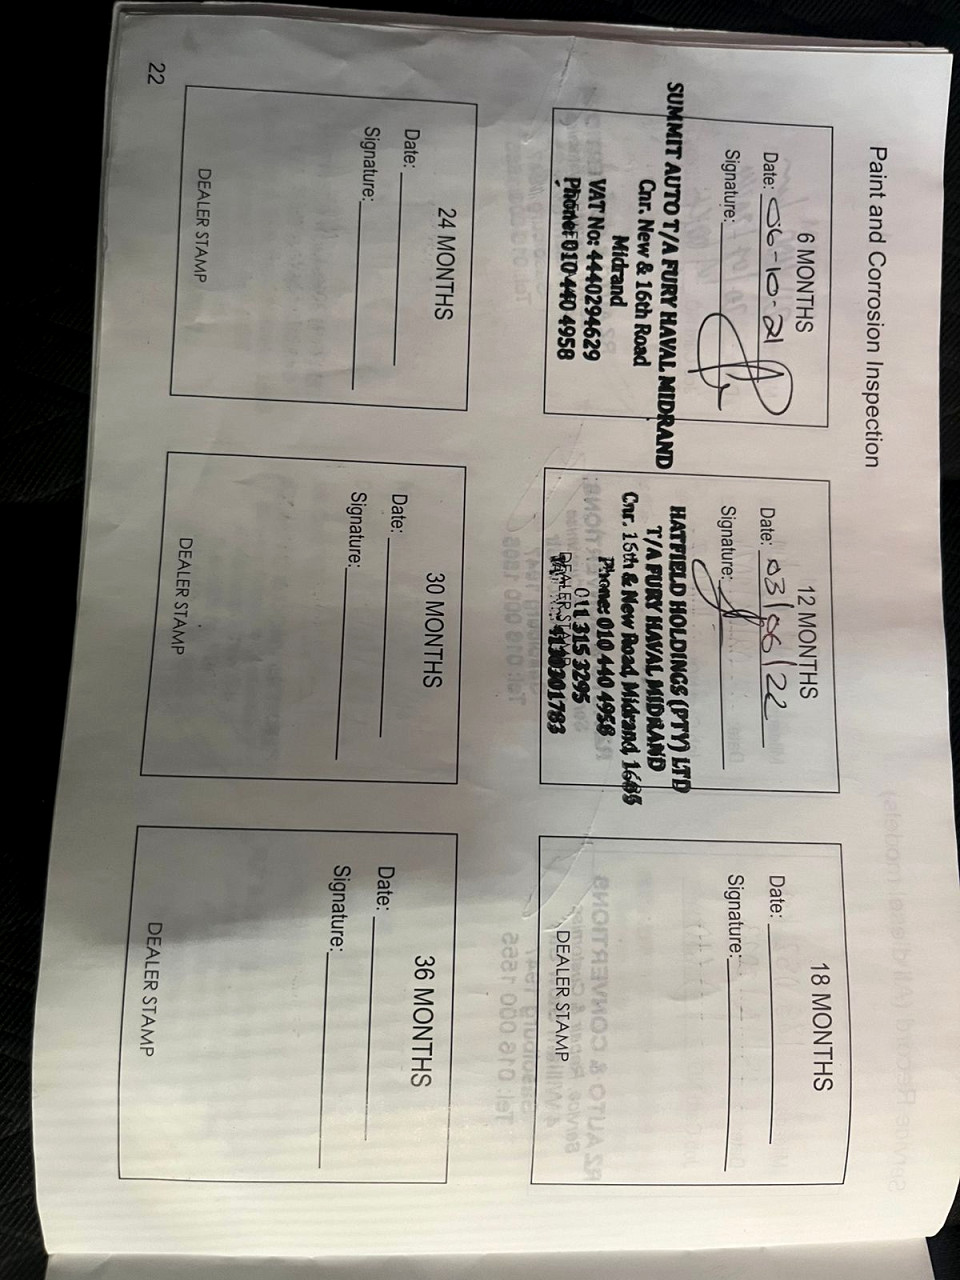 Paint and Corrosion Inspection
6 MONTHS
Date: 06-10-21
Signature:
SUMMIT AUTO T/A FURY HAVAL MIDRAND
Cnr. New & 16th Road
Midrand
VAT No: 4440294629
Phone: 010 440 4958
12 MONTHS
Date: 03/06/22
Signature:
HATFIELD HOLDINGS (PTY) LTD
T/A FURY HAVAL MIDRAND
Cnr. 15th & New Road, Midrand, 1685
Phone: 010 440 4958
011 315 3295
DEALER STAMP
18 MONTHS
Date:
Signature:
DEALER STAMP
24 MONTHS
Date:
Signature:
DEALER STAMP
30 MONTHS
Date:
Signature:
DEALER STAMP
36 MONTHS
Date:
Signature:
DEALER STAMP
22